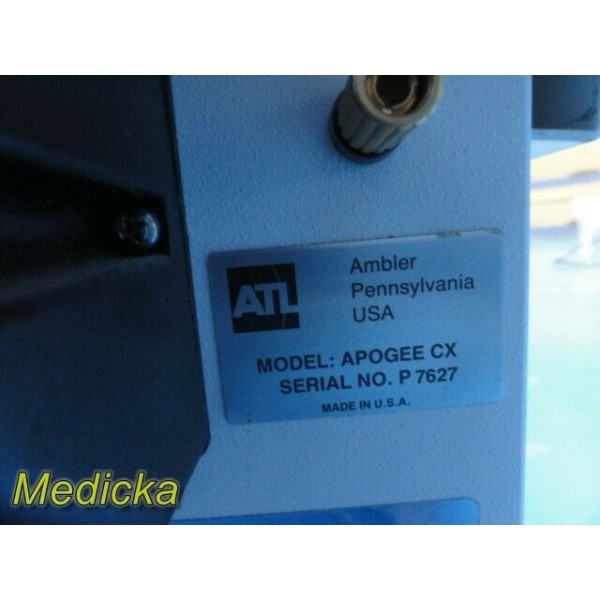 ATL
Ambler
Pennsylvania
USA
MODEL: APOGEE CX
SERIAL NO. P 7627
MADE IN U.S.A.
Medicka